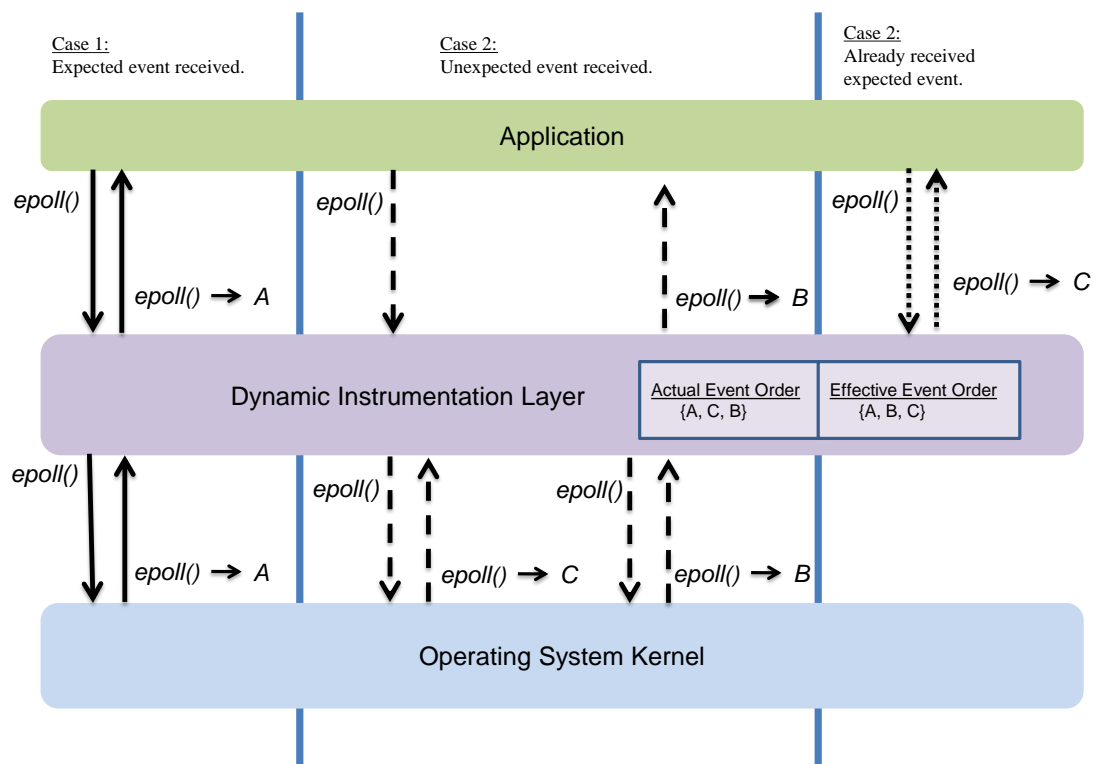 Case 1:
Expected event received.
Case 2:
Unexpected event received.
Case 2:
Already received
expected event.
Application
epoll()
epoll() → A
epoll()
epoll() → B
epoll()
epoll() → C
Dynamic Instrumentation Layer
Actual Event Order
{A, C, B}
Effective Event Order
{A, B, C}
epoll()
epoll() → A
epoll()
epoll() → C
epoll()
epoll() → B
Operating System Kernel